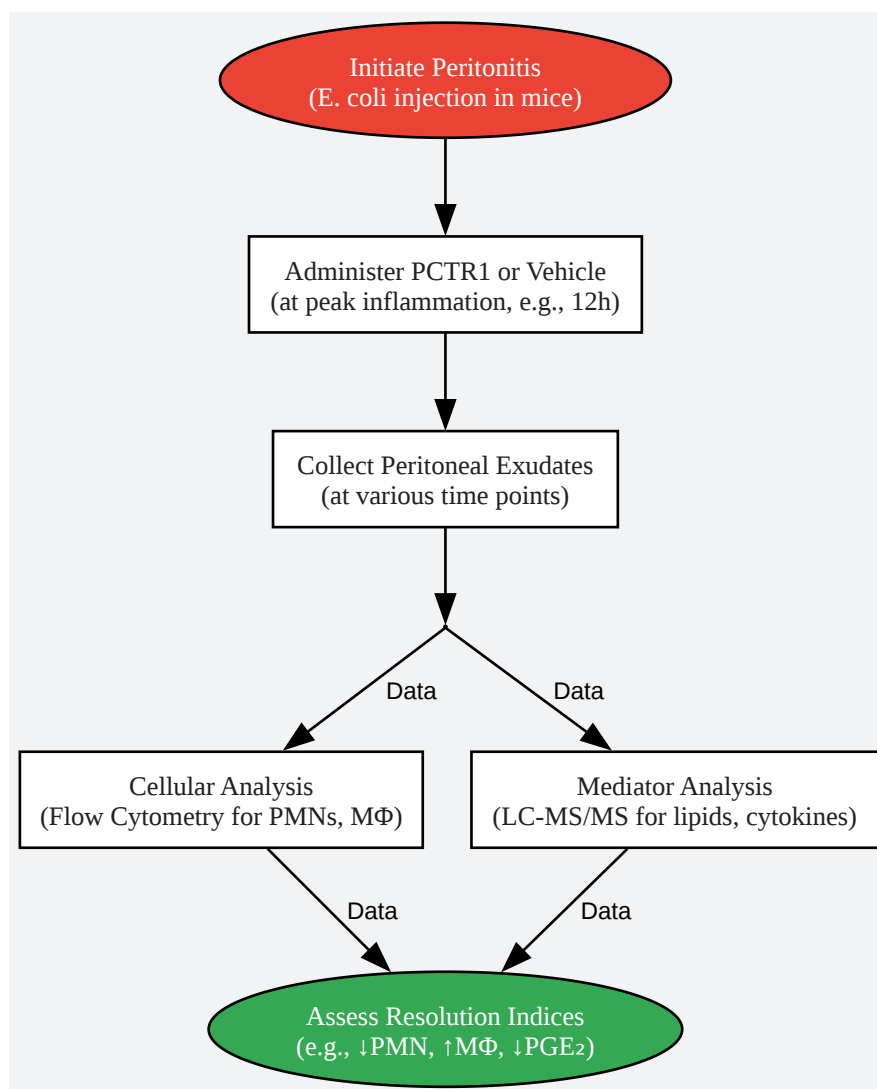 Initiate Peritonitis
(E. coli injection in mice)
Administer PCTR1 or Vehicle
(at peak inflammation, e.g., 12h)
Collect Peritoneal Exudates
(at various time points)
Data
Data
Cellular Analysis
(Flow Cytometry for PMNs, MΦ)
Mediator Analysis
(LC-MS/MS for lipids, cytokines)
Data
Data
Assess Resolution Indices
(e.g., ↓PMN, ↑MΦ, ↓PGE₂)